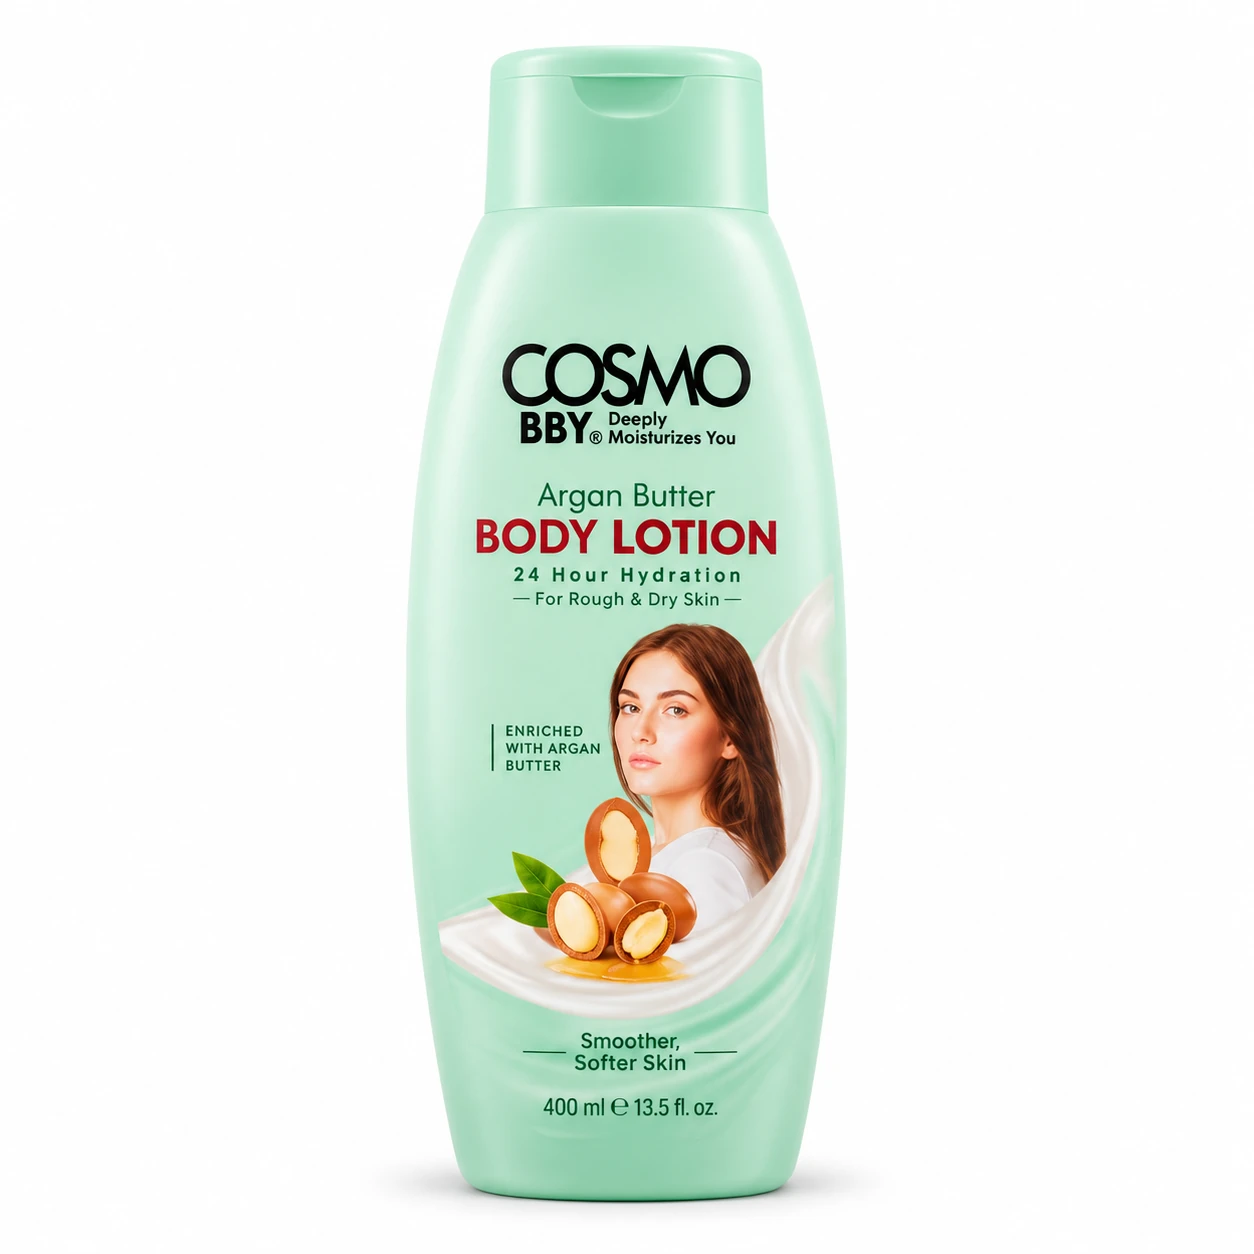 COSMO
BBY® Deeply
Moisturizes You
Argan Butter
BODY LOTION
24 Hour Hydration
— For Rough & Dry Skin —
ENRICHED
WITH ARGAN
BUTTER
Smoother,
Softer Skin
400 ml ℮ 13.5 fl. oz.